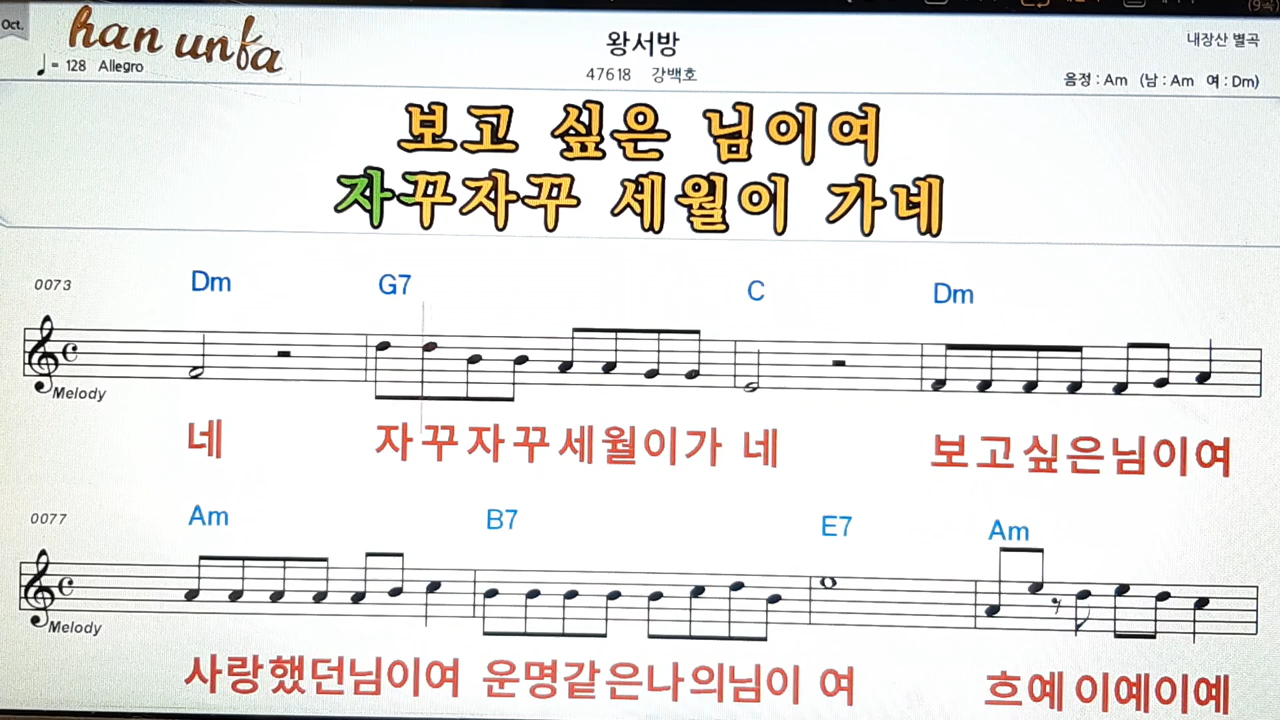 Oct.
han unfa
♩ = 128 Allegro
왕서방
47618 강백호
내장산 별곡
음정 : Am (남 : Am 여 : Dm)
보고 싶은 님이여
자꾸자꾸 세월이 가네
0073
Dm G7 C Dm
Melody
네 자꾸자꾸세월이가 네 보고싶은님이여
0077
Am B7 E7 Am
Melody
사랑했던님이여 운명같은나의님이 여 흐예이예이예